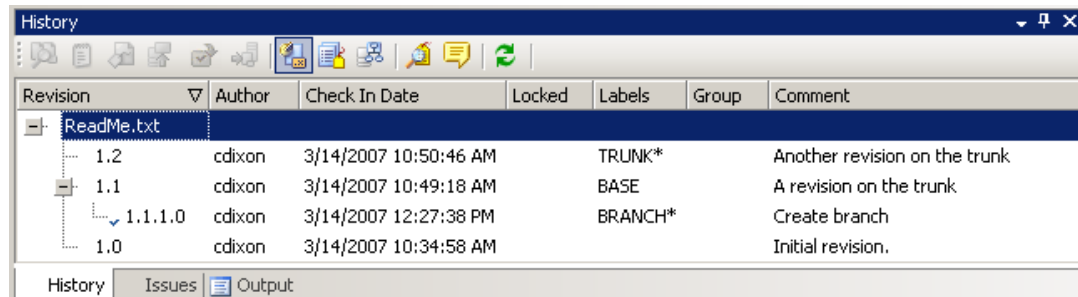 History
Revision Author Check In Date Locked Labels Group Comment
ReadMe.txt
1.2 cdixon 3/14/2007 10:50:46 AM TRUNK* Another revision on the trunk
1.1 cdixon 3/14/2007 10:49:18 AM BASE A revision on the trunk
1.1.1.0 cdixon 3/14/2007 12:27:38 PM BRANCH* Create branch
1.0 cdixon 3/14/2007 10:34:58 AM Initial revision.
History Issues Output